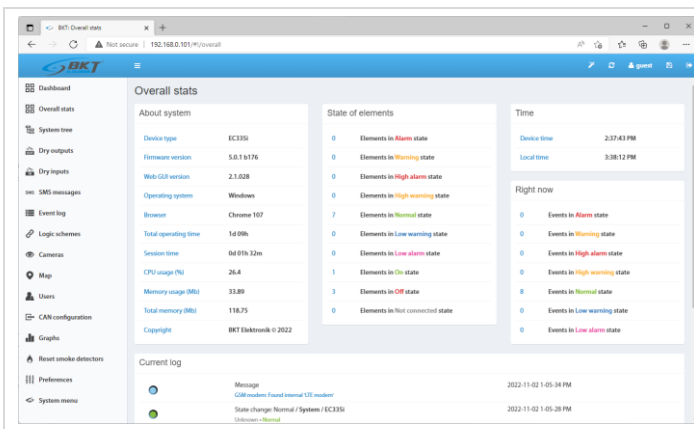 BKT: Overall stats
Not secure | 192.168.0.101/#!/overall
BKT
guest
Dashboard
Overall stats
System tree
Dry outputs
Dry inputs
SMS SMS messages
Event log
Logic schemes
Cameras
Map
Users
CAN configuration
Graphs
Reset smoke detectors
Preferences
System menu
Overall stats
About system
Device type EC335i
Firmware version 5.0.1 b176
Web GUI version 2.1.028
Operating system Windows
Browser Chrome 107
Total operating time 1d 09h
Session time 0d 01h 32m
CPU usage (%) 26.4
Memory usage (Mb) 33.89
Total memory (Mb) 118.75
Copyright BKT Elektronik © 2022
State of elements
0 Elements in Alarm state
0 Elements in Warning state
0 Elements in High alarm state
0 Elements in High warning state
7 Elements in Normal state
0 Elements in Low warning state
0 Elements in Low alarm state
1 Elements in On state
3 Elements in Off state
0 Elements in Not connected state
Time
Device time 2:37:43 PM
Local time 3:38:12 PM
Right now
0 Events in Alarm state
0 Events in Warning state
0 Events in High alarm state
0 Events in High warning state
8 Events in Normal state
0 Events in Low warning state
0 Events in Low alarm state
Current log
Message 2022-11-02 1-05-34 PM
GSM modem: Found internal 'LTE modem'
State change: Normal / System / EC335i 2022-11-02 1-05-28 PM
Unknown » Normal